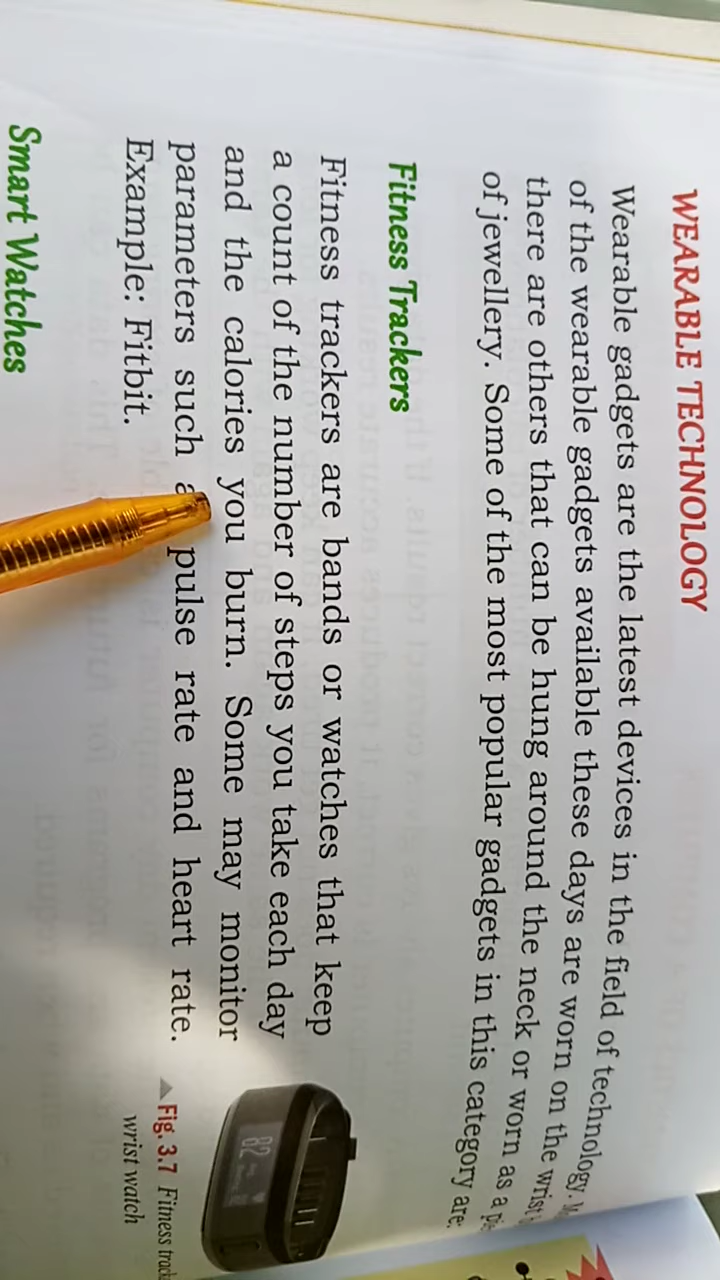 WEARABLE TECHNOLOGY
Wearable gadgets are the latest devices in the field of technology.
of the wearable gadgets available these days are worn on the wrist
there are others that can be hung around the neck or worn as a
of jewellery. Some of the most popular gadgets in this category are:
Fitness Trackers
Fitness trackers are bands or watches that keep
a count of the number of steps you take each day
and the calories you burn. Some may monitor
parameters such pulse rate and heart rate.
Example: Fitbit.
82
Fig. 3.7 Fitness
wrist watch
Smart Watches